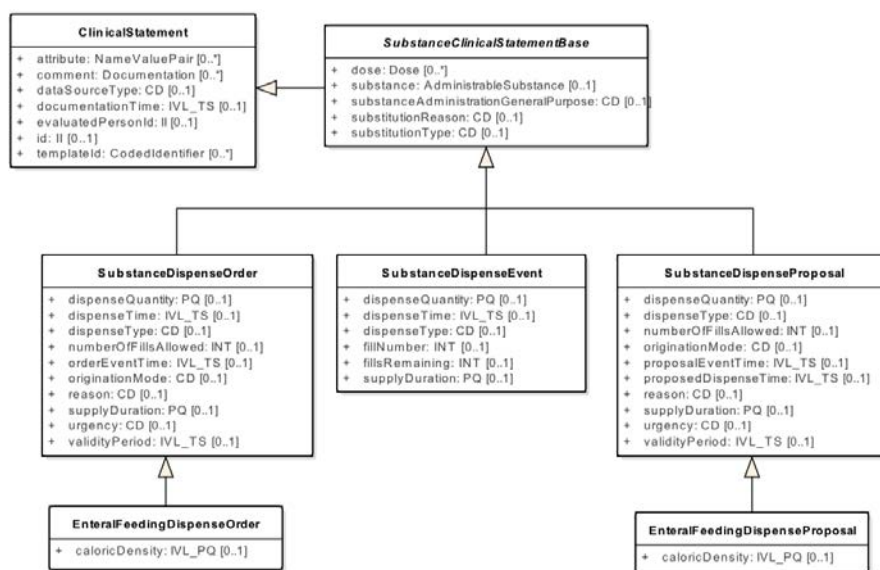 ClinicalStatement
+ attribute: NameValuePair [0..*]
+ comment: Documentation [0..*]
+ dataSourceType: CD [0..1]
+ documentationTime: IVL_TS [0..1]
+ evaluatedPersonId: II [0..1]
+ id: II [0..1]
+ templateId: CodedIdentifier [0..*]
SubstanceClinicalStatementBase
+ dose: Dose [0..*]
+ substance: AdministrableSubstance [0..1]
+ substanceAdministrationGeneralPurpose: CD [0..1]
+ substitutionReason: CD [0..1]
+ substitutionType: CD [0..1]
SubstanceDispenseOrder
+ dispenseQuantity: PQ [0..1]
+ dispenseTime: IVL_TS [0..1]
+ dispenseType: CD [0..1]
+ numberOfFillsAllowed: INT [0..1]
+ orderEventTime: IVL_TS [0..1]
+ originationMode: CD [0..1]
+ reason: CD [0..1]
+ supplyDuration: PQ [0..1]
+ urgency: CD [0..1]
+ validityPeriod: IVL_TS [0..1]
SubstanceDispenseEvent
+ dispenseQuantity: PQ [0..1]
+ dispenseTime: IVL_TS [0..1]
+ dispenseType: CD [0..1]
+ fillNumber: INT [0..1]
+ fillsRemaining: INT [0..1]
+ supplyDuration: PQ [0..1]
SubstanceDispenseProposal
+ dispenseQuantity: PQ [0..1]
+ dispenseType: CD [0..1]
+ numberOfFillsAllowed: INT [0..1]
+ originationMode: CD [0..1]
+ proposalEventTime: IVL_TS [0..1]
+ proposedDispenseTime: IVL_TS [0..1]
+ reason: CD [0..1]
+ supplyDuration: PQ [0..1]
+ urgency: CD [0..1]
+ validityPeriod: IVL_TS [0..1]
EnteralFeedingDispenseOrder
+ caloricDensity: IVL_PQ [0..1]
EnteralFeedingDispenseProposal
+ caloricDensity: IVL_PQ [0..1]